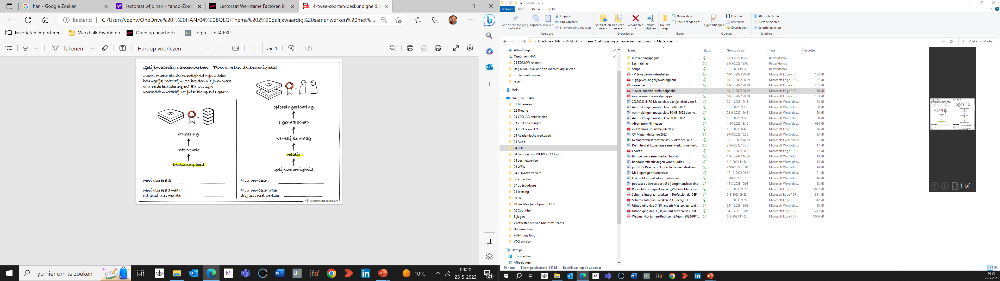 han - Google Zoeken
lectoraat wfjo han - Yahoo-Zoek
Lectoraat Werkzame Factoren in
4-twee-soorten-deskundigheid.p
Bestand
C:/Users/veenv/OneDrive%20-%20HAN/04%20BOEG/Thema%202%20gelijkwaardig%20samenwerken%20met%...
Favorieten importeren
Werkbalk Favorieten
Open up new horiz...
Login - Unit4 ERP
Tekenen
Hardop voorlezen
1
van 1
Gelijkwaardig samenwerken - Twee soorten deskundigheid
Zowel relatie als deskundigheid zijn allebei
belangrijk. Wat zijn voorbeelden uit jouw werk
van beide benaderingen? En wat zijn
voorbeelden waarbij het juist hierop mis gaat?
Oplossing
Interventie
Deskundigheid
Mooi voorbeeld:
Mooi voorbeeld waar
dit juist niet werkte:
oplossingsrichting
eigenaarschap
werkelijke vraag
relatie
gelijkwaardigheid
Mooi voorbeeld:
Mooi voorbeeld waar
dit juist niet werkte:
verdermetdebedoeling.nl
Typ hier om te zoeken
10°C
09:20
25-5-2023
21
Master class
Bestand Start Delen Beeld
Aan Snelle toegang
vastmaken
Kopiëren
Plakken
Knippen
Pad kopiëren
Snelkoppeling plakken
Klembord
Verplaatsen
naar
Kopiëren
naar
Verwijderen
Naam
wijzigen
Organiseren
Nieuwe
map
Nieuw item
Snelle toegang
Nieuw
Eigenschappen
Openen
Bewerken
Geschiedenis
Openen
Alles selecteren
Niets selecteren
Selectie omkeren
Selecteren
OneDrive - HAN > 04 BOEG > Thema 2 gelijkwaardig samenwerken met ouders > Master class >
Zoeken in Master ...
Afbeeldingen
OneDrive - HAN
04 ZONMW referent
Dag 8 TOOLS alliantie en meervoudig allieren
implementatieplan
recent
HAN
OneDrive - HAN
01 Algemeen
02 Theorie
03 VDO IAG ontwikkelen
03 VDO opleidingen
03 VDO team LLO
04 Academische werkplaats
04 Audit
04 BOEG
04 Lectoraat -ZONMW - RAAK-pro
04 Leernetwerken
04 WZW
04 ZONMW referent
06 Projecten
07 up jeugdzorg
08 toetsing
09 SKJ
10 landelijk (nji - bpsw - LOO)
12 Coutinho
Bijlagen
Chatbestanden van Microsoft Teams
Documenten
HAN thuis Joris
VDO scholar
Deze pc
3D-objecten
Afbeeldingen
Naam Status Gewijzigd op Type Grootte
info landingspagina 16-9-2022 09:27 Bestandsmap
Lesmateriaal 23-5-2023 12:06 Bestandsmap
Script 3-3-2023 15:24 Bestandsmap
4-12-vragen-om-te-stellen 10-10-2022 20:28 Microsoft Edge PDF ... 122 kB
4-gegeven-ongelijkwaardigheid 10-10-2022 20:29 Microsoft Edge PDF ... 137 kB
4-reacties 10-10-2022 20:29 Microsoft Edge PDF ... 107 kB
4-twee-soorten-deskundigheid 10-10-2022 20:29 Microsoft Edge PDF ... 160 kB
4-uit-een-ander-vaatje-tappen 10-10-2022 20:30 Microsoft Edge PDF ... 163 kB
20220922 INFO Masterclass Laat je raken voor J... 23-1-2023 12:11 Microsoft Word-doc... 28 kB
Aanmeldingen masterclass 05-09-2022 5-9-2022 09:33 Microsoft Word-doc... 30 kB
Aanmeldingen masterclass 30-08-2022 deelne... 22-9-2022 11:43 Microsoft Word-doc... 20 kB
Aanmeldingen masterclass 30-08-2022 5-9-2022 09:32 Microsoft Word-doc... 30 kB
Albertinum Nijmegen 4-10-2022 13:16 Microsoft Word-doc... 624 kB
cv Kathinka Bruinsma juli 2022 5-9-2022 08:42 Microsoft Edge PDF ... 156 kB
CV Marjan de Lange 2022 29-8-2022 15:35 Microsoft Word-doc... 35 kB
Deelnemerslijst masterclass 17 oktober 2022 17-10-2022 10:39 Microsoft Excel-werk... 21 kB
Definitie Gelijkwaardige samenwerking netwerk... 21-6-2022 15:45 Microsoft Word-doc... 17 kB
ervaren 10-10-2022 20:31 Microsoft Edge PDF ... 47 kB
filmpje over samenwerken toolkit 17-10-2022 16:06 Microsoft Word-doc... 13 kB
handout reflectievragen voor buddies 8-9-2022 14:52 Microsoft Word-doc... 14 kB
juni 2022 Reactie op LinkedIn van een deelnem... 22-9-2022 15:04 Microsoft Word-doc... 14 kB
Mail_opvolgenMasterclass 17-10-2022 09:51 Microsoft Word-doc... 21 kB
Overzicht e-mail adres masterclass 3-10-2022 10:15 Microsoft Word-doc... 16 kB
podcast ouderperspectief bij zorgintensieve kind 15-3-2023 10:01 Microsoft Word-doc... 13 kB
Presentatie integraal werken_Webinar Marcel va... 9-3-2023 09:25 Microsoft Edge PDF ... 1.837 kB
Schema-Integraal-Werken-1-Professionals_DEF 9-3-2023 09:25 Microsoft Edge PDF ... 311 kB
Schema-Integraal-Werken-2-Ouders_DEF 9-3-2023 09:25 Microsoft Edge PDF ... 312 kB
Uitnodiging dag 3 (30 januari) Masterclass Laat ... 24-1-2023 12:02 Microsoft Word-doc... 35 kB
Uitnodiging dag 3 (30 januari) Masterclass Laat ... 24-1-2023 12:06 Microsoft Edge PDF ... 247 kB
Webinar-RL-Samen-Beslissen-23-juni-2022-PPT... 6-3-2023 11:03 Microsoft Edge PDF ... 1.006 kB
1 of
30 items 1 item geselecteerd 159 kB Beschikbaar op dit apparaat
09:20
25-5-2023